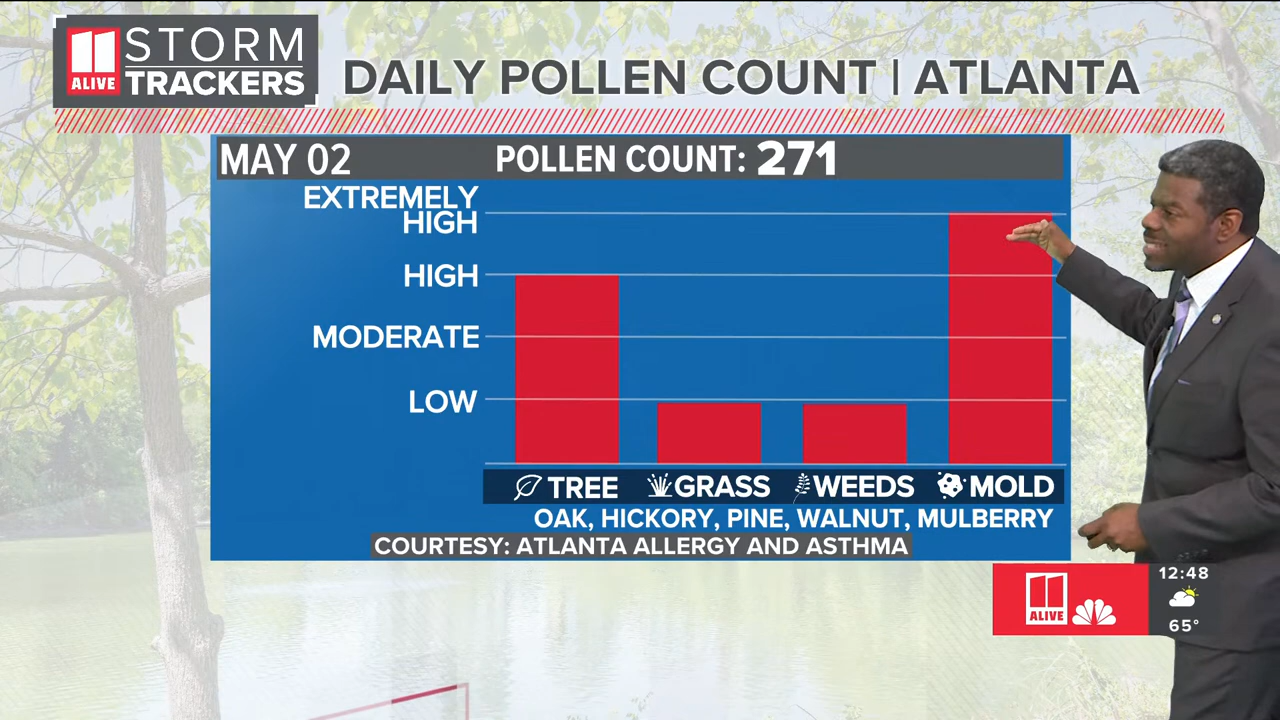 11 ALIVE
STORM
TRACKERS
DAILY POLLEN COUNT | ATLANTA
MAY 02 POLLEN COUNT: 271
EXTREMELY
HIGH
HIGH
MODERATE
LOW
TREE GRASS WEEDS MOLD
OAK, HICKORY, PINE, WALNUT, MULBERRY
COURTESY: ATLANTA ALLERGY AND ASTHMA
11 ALIVE
12:48
65°